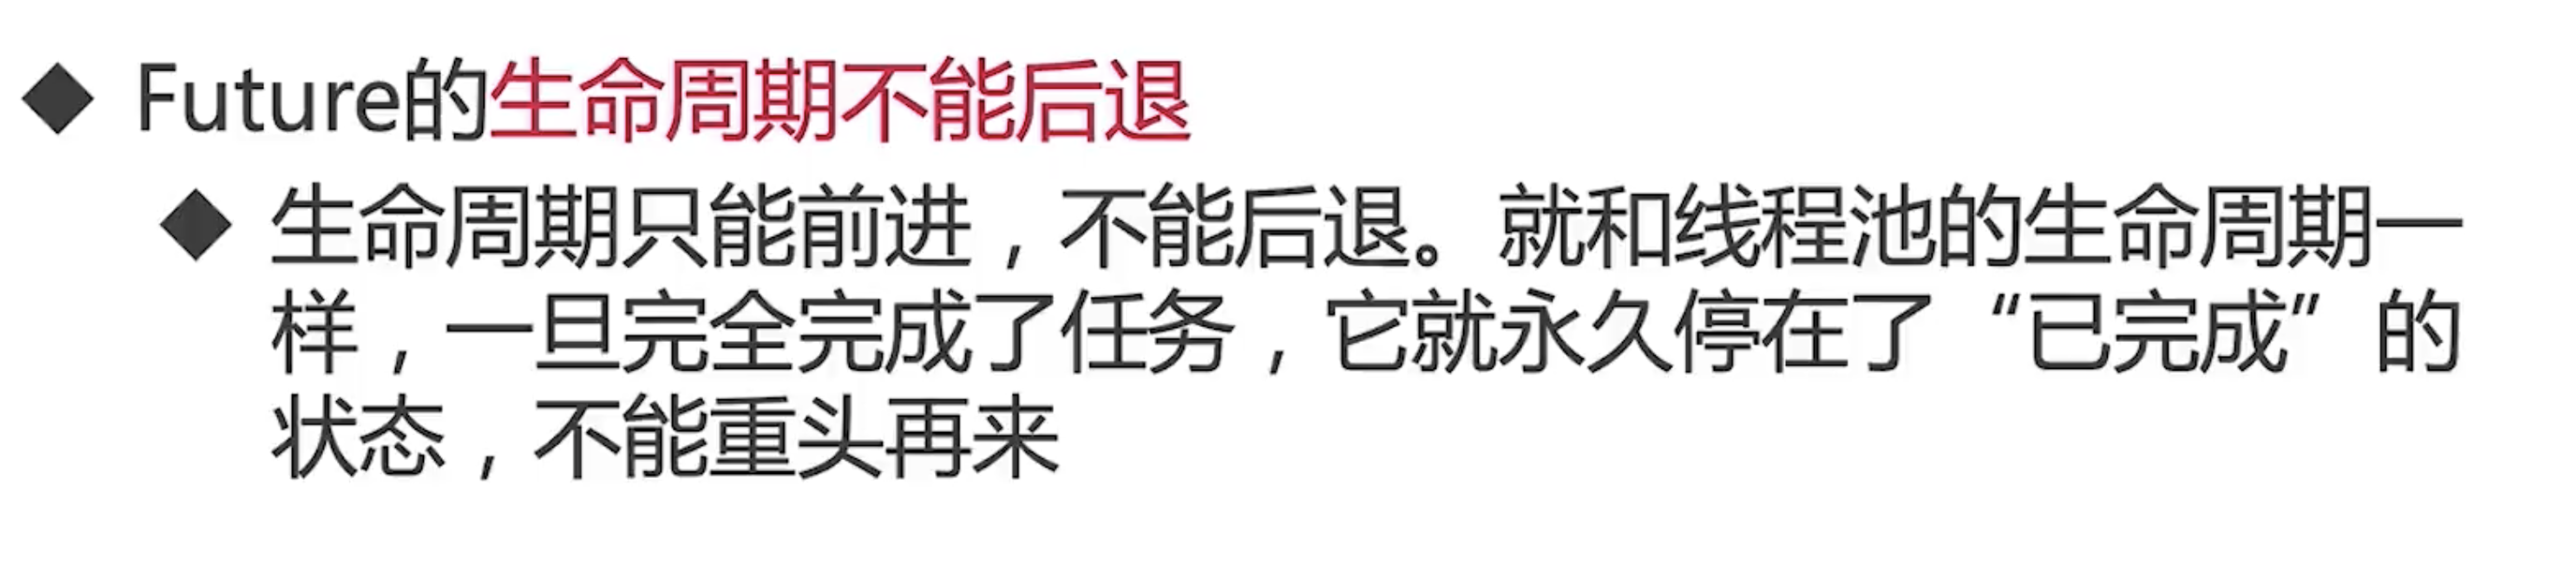 ◆ Future的生命周期不能后退
◆ 生命周期只能前进，不能后退。就和线程池的生命周期一
样，一旦完全完成了任务，它就永久停在了“已完成”的
状态，不能重头再来